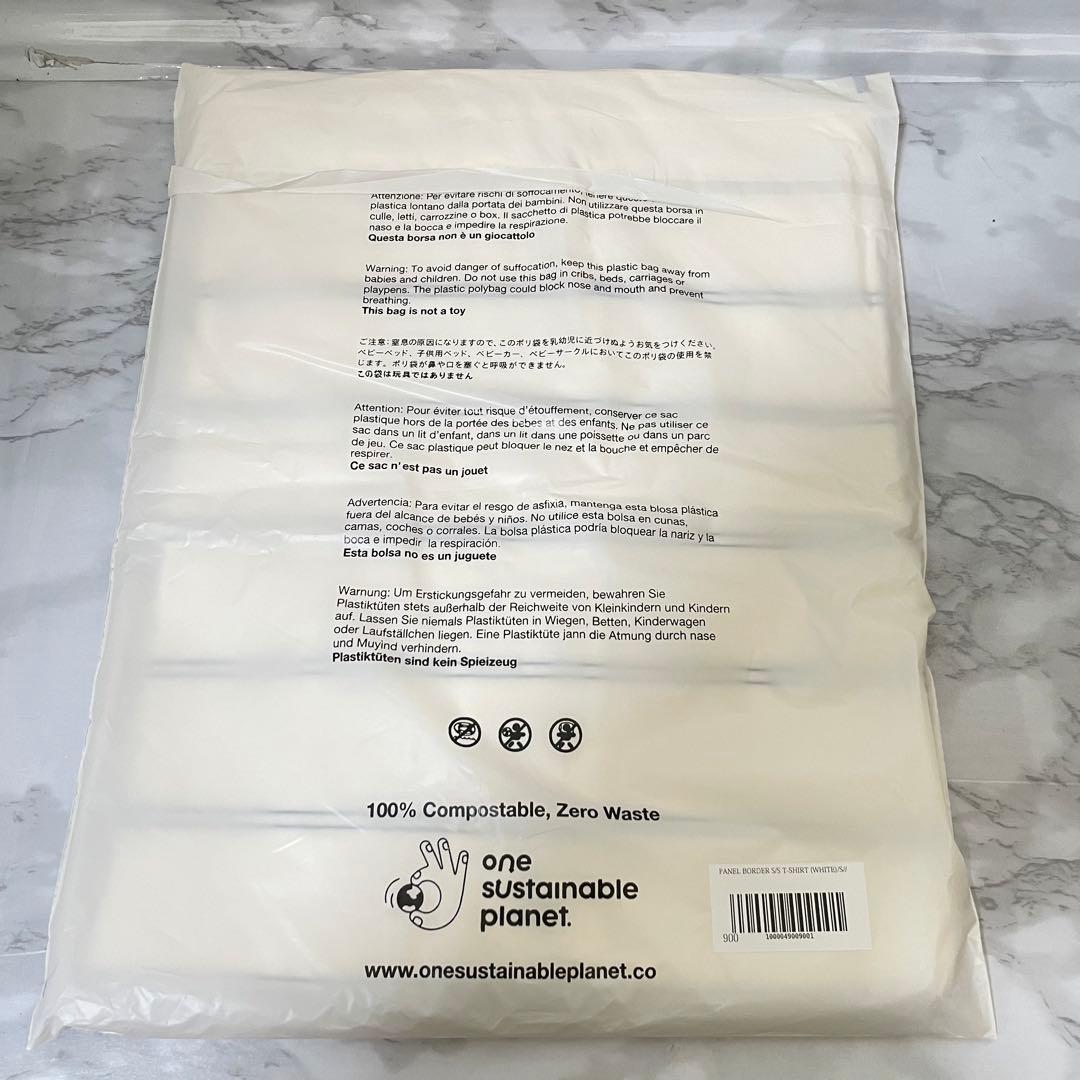 Attenzione: Per evitare rischi di soffocamento, tenere
plastica lontano dalla portata dei bambini. Non utilizzare questa borsa in
culle, letti, carrozzine o box. Il sacchetto di plastica potrebbe bloccare il
naso e la bocca e impedire la respirazione.
Questa borsa non è un giocattolo
Warning: To avoid danger of suffocation, keep this plastic bag away from
babies and children. Do not use this bag in cribs, beds, carriages or
playpens. The plastic polybag could block nose and mouth and prevent
breathing.
This bag is not a toy
ご注意：窒息の原因になりますので、このポリ袋を乳幼児に近づけぬようお気をつけください。
ベビーベッド、子供用ベッド、ベビーカー、ベビーサークルにおいてこのポリ袋の使用を禁
じます。ポリ袋が鼻や口を塞ぐと呼吸ができません。
この袋は玩具ではありません
Attention: Pour éviter tout risque d'étouffement, conserver ce sac
plastique hors de la portée des bebes at des enfants. Ne pas utiliser ce
sac dans un lit d'enfant, dans un lit dans une poissette ou dans un parc
de jeu. Ce sac plastique peut bloquer le nez et la bouche et empêcher de
respirer.
Ce sac n'est pas un jouet
Advertencia: Para evitar el resgo de asfixia, mantenga esta blosa plástica
fuera del alcance de bebés y niños. No utilice esta bolsa en cunas,
camas, coches o corrales. La bolsa plástica podría bloquear la nariz y la
boca e impedir la respiración.
Esta bolsa no es un juguete
Warnung: Um Erstickungsgefahr zu vermeiden, bewahren Sie
Plastiktüten stets außerhalb der Reichweite von Kleinkindern und Kindern
auf. Lassen Sie niemals Plastiktüten in Wiegen, Betten, Kinderwagen
oder Laufställchen liegen. Eine Plastiktüte jann die Atmung durch nase
und Muyind verhindern.
Plastiktüten sind kein Spieizeug
100% Compostable, Zero Waste
one
sustainable
planet.
www.onesustainableplanet.co
PANEL BORDER S/S T-SHIRT (WHITE)/S//
900
1000049009001